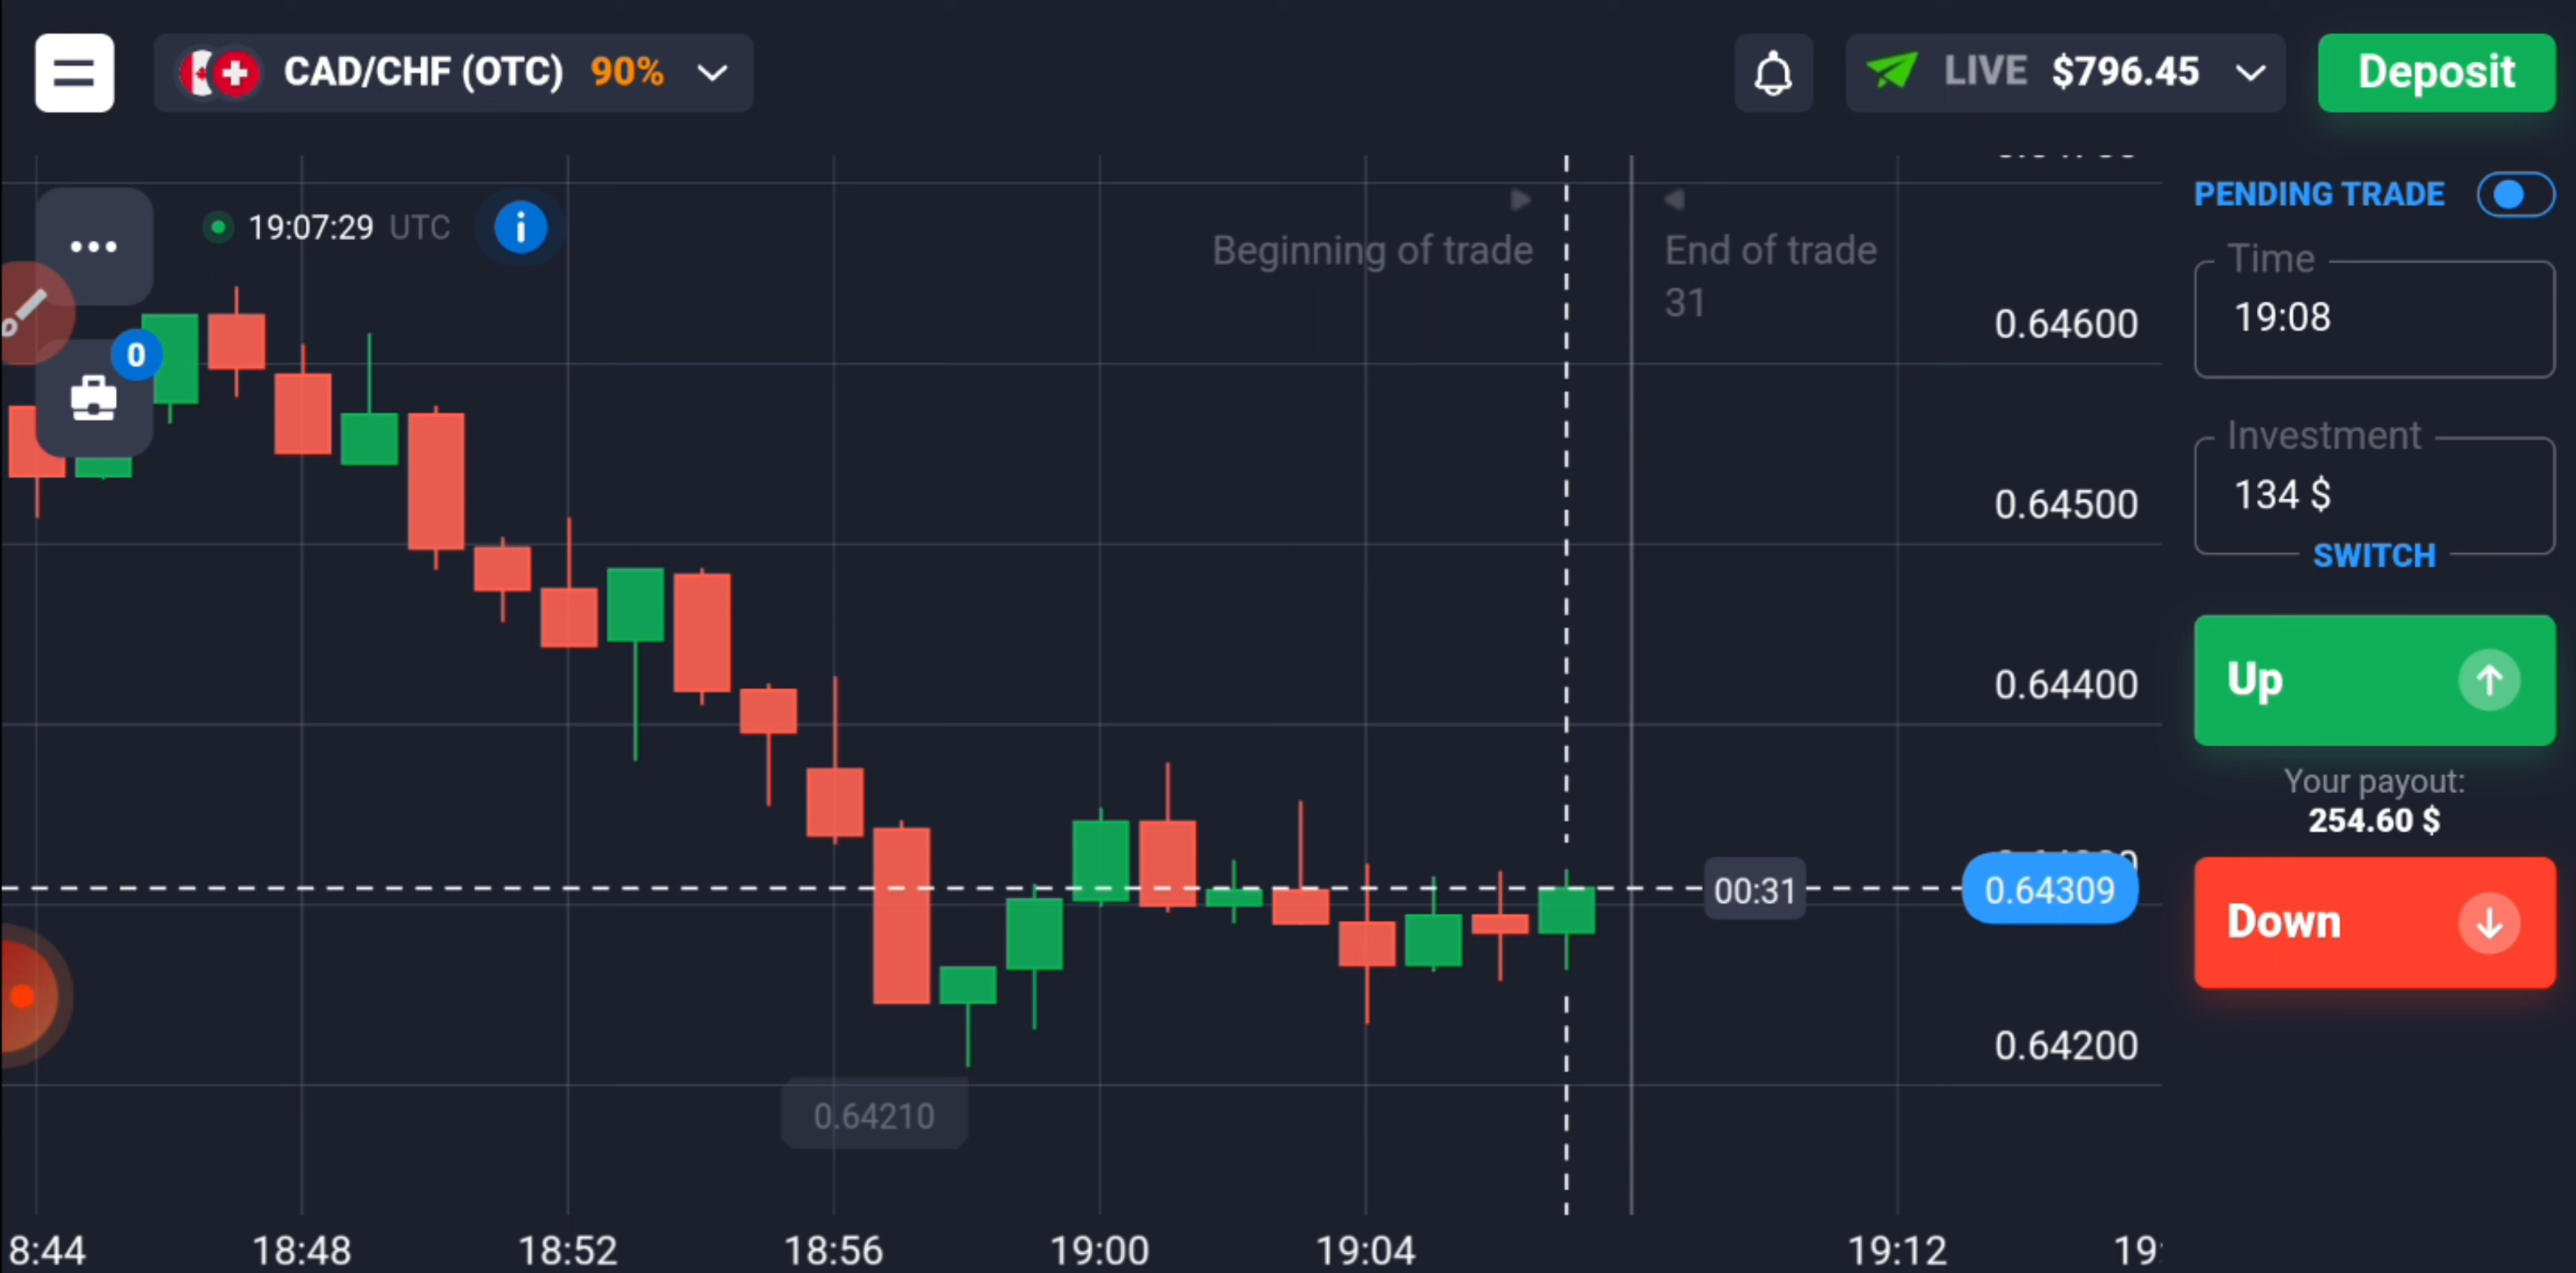 CAD/CHF (OTC) 90%
LIVE $796.45
Deposit
19:07:29 UTC
Beginning of trade
End of trade
31
0
0.64600
0.64500
0.64400
0.64309
0.64200
00:31
0.64210
8:44 18:48 18:52 18:56 19:00 19:04 19:12
PENDING TRADE
Time
19:08
Investment
134 $
SWITCH
Up
Your payout:
254.60 $
Down